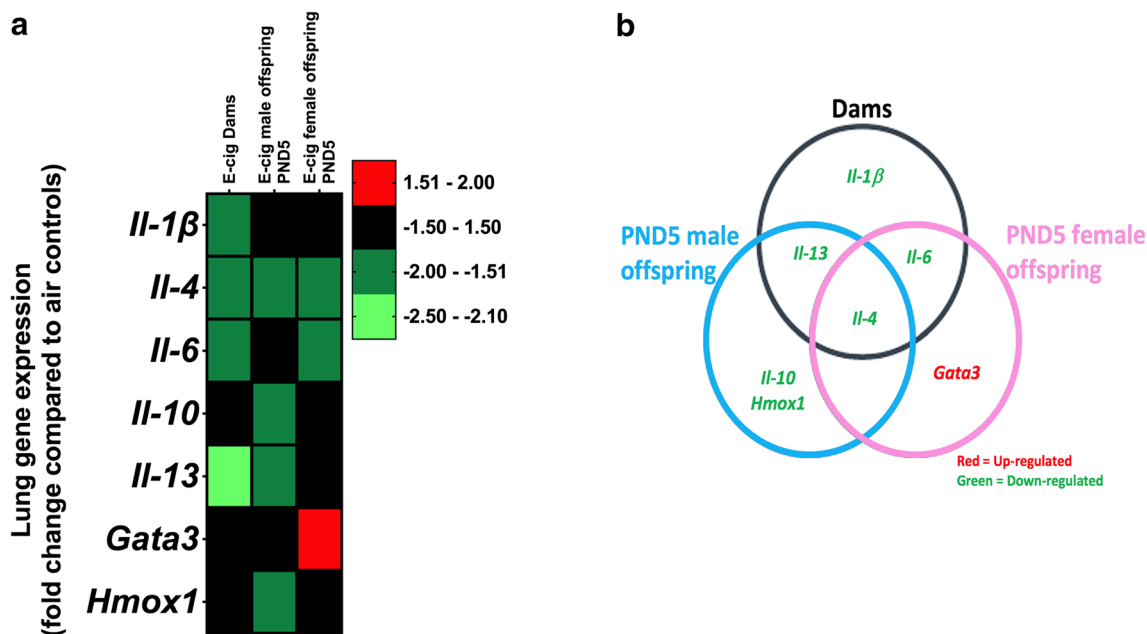 a
Lung gene expression
(fold change compared to air controls)
E-cig Dams
E-cig male offspring
PND5
E-cig female offspring
PND5
Il-1β
Il-4
Il-6
Il-10
Il-13
Gata3
Hmox1
1.51 - 2.00
-1.50 - 1.50
-2.00 - -1.51
-2.50 - -2.10
b
Dams
Il-1β
PND5 male
offspring
PND5 female
offspring
Il-13
Il-6
Il-4
Il-10
Hmox1
Gata3
Red = Up-regulated
Green = Down-regulated